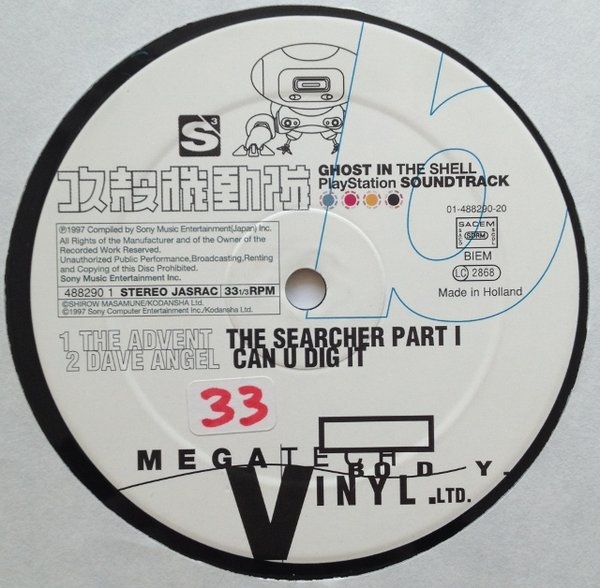 b
S³
攻殻機動隊
GHOST IN THE SHELL
PlayStation SOUNDTRACK
01-488290-20
SACEM
SDRM
BIEM
LC 2868
Made in Holland
Ⓟ1997 Compiled by Sony Music Entertainment(Japan) Inc.
All Rights of the Manufacturer and of the Owner of the
Recorded Work Reserved.
Unauthorized Public Performance,Broadcasting,Renting
and Copying of this Disc Prohibited.
Sony Music Entertainment Inc.
488290 1 STEREO JASRAC 33 1/3 RPM
©SHIROW MASAMUNE/KODANSHA Ltd.
©1997 Sony Computer Entertainment Inc./Kodansha Ltd.
1 THE ADVENT THE SEARCHER PART I
2 DAVE ANGEL CAN U DIG IT
33
MEGATECH
BODY.
VINYL.LTD.